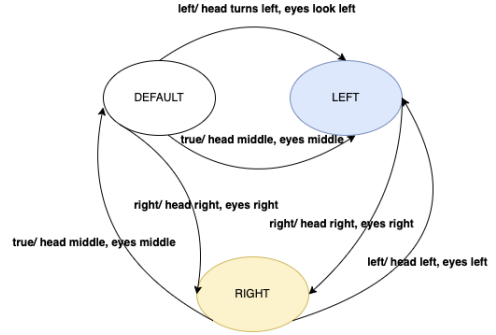 left/ head turns left, eyes look left
DEFAULT
LEFT
true/ head middle, eyes middle
right/ head right, eyes right
right/ head right, eyes right
true/ head middle, eyes middle
left/ head left, eyes left
RIGHT